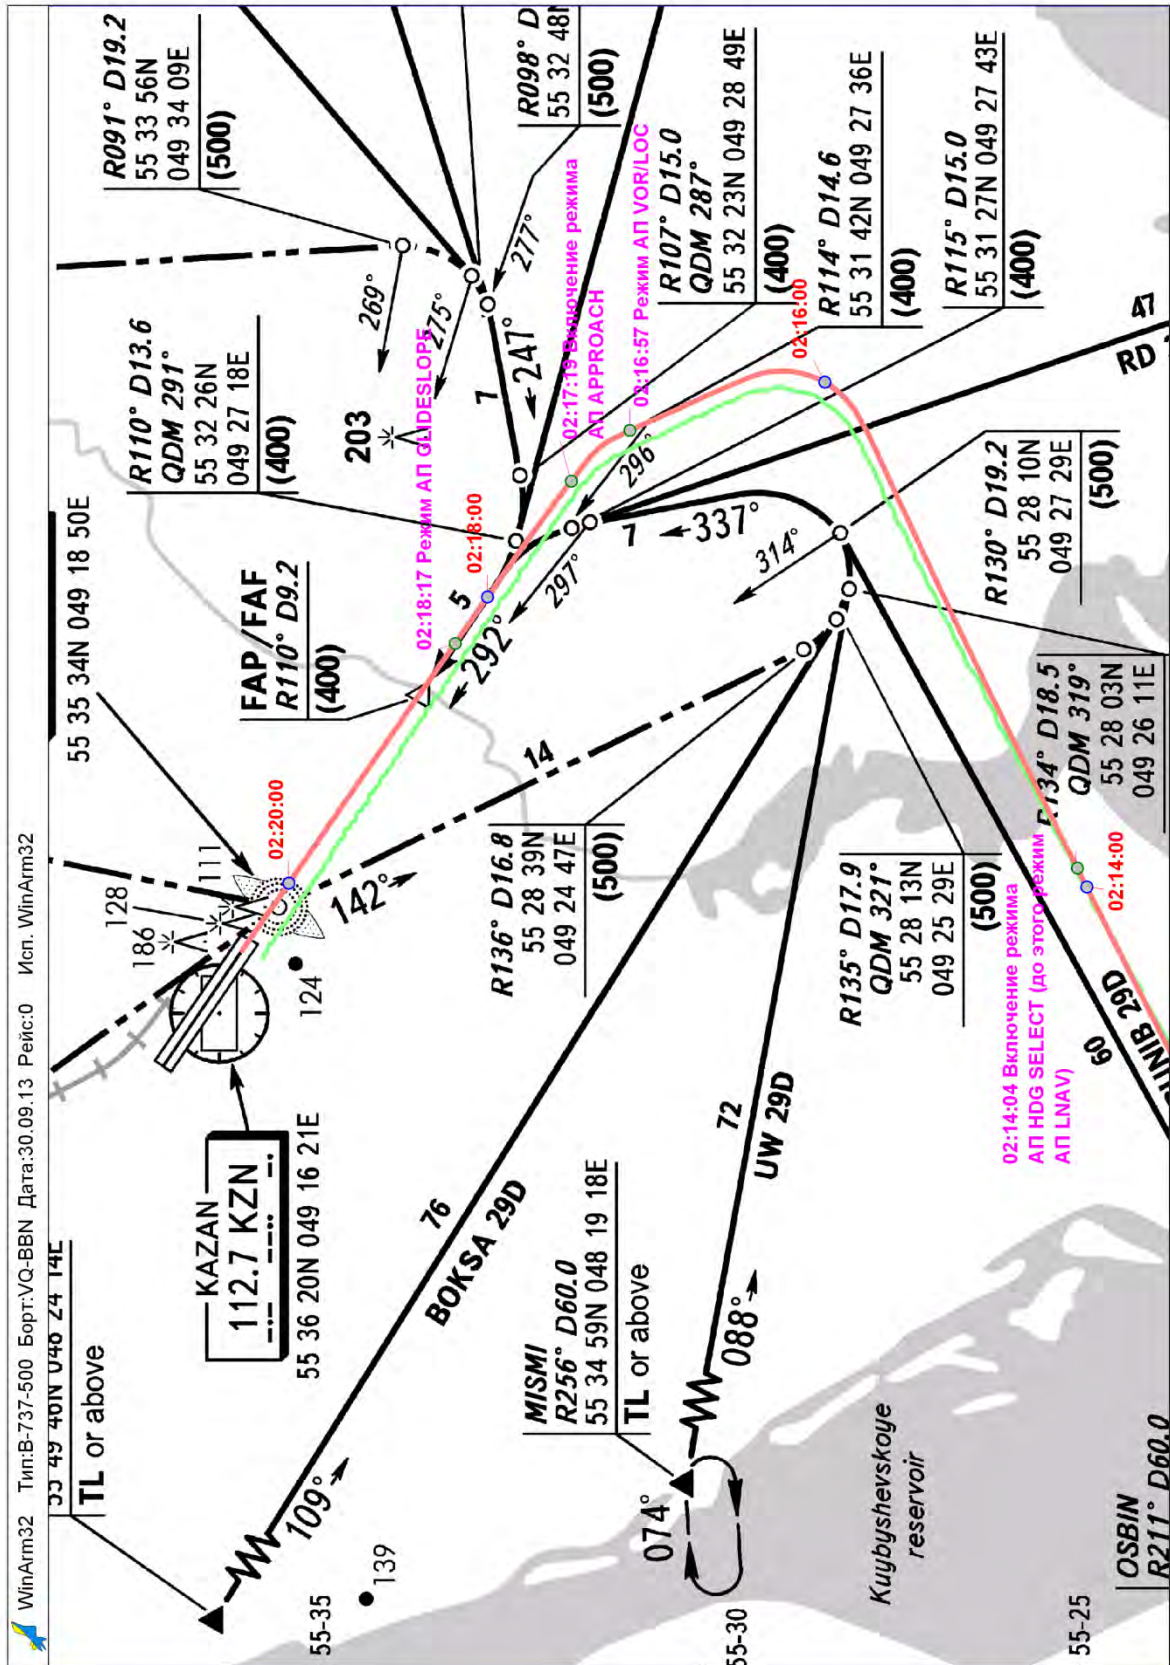 WinArm32 Тип:B-737-500 Борт:VQ-BBN Дата:30.09.13 Рейс:0 Исп. WinArm32
TL or above
109°
139
55-35
76
BOKSA 29D
KAZAN
112.7 KZN
55 36 20N 049 16 21E
186
128
111
124
55 35 34N 049 18 50E
02:20:00
142°
14
FAP/FAF
R110° D9.2
(400)
02:18:17 Режим АП GLIDESLOPE
02:18:00
5
292°
R110° D13.6
QDM 291°
55 32 26N
049 27 18E
(400)
203
R091° D19.2
55 33 56N
049 34 09E
(500)
269°
275°
277°
7
247°
R098° D
55 32 48N
(500)
02:17:19 Включение режима
АП APPROACH
02:16:57 Режим АП VOR/LOC
R107° D15.0
QDM 287°
55 32 23N 049 28 49E
(400)
R114° D14.6
55 31 42N 049 27 36E
(400)
R115° D15.0
55 31 27N 049 27 43E
(400)
02:16:00
296°
297°
7
337°
314°
47
RD
R130° D19.2
55 28 10N
049 27 29E
(500)
R134° D18.5
QDM 319°
55 28 03N
049 26 11E
R136° D16.8
55 28 39N
049 24 47E
(500)
R135° D17.9
QDM 321°
55 28 13N
049 25 29E
(500)
02:14:04 Включение режима
АП HDG SELECT (до этого режим
АП LNAV)
02:14:00
60
29D
72
UW 29D
MISMI
R256° D60.0
55 34 59N 048 19 18E
TL or above
074°
088°
55-30
Kuybyshevskoye
reservoir
55-25
OSBIN
R211° D60.0